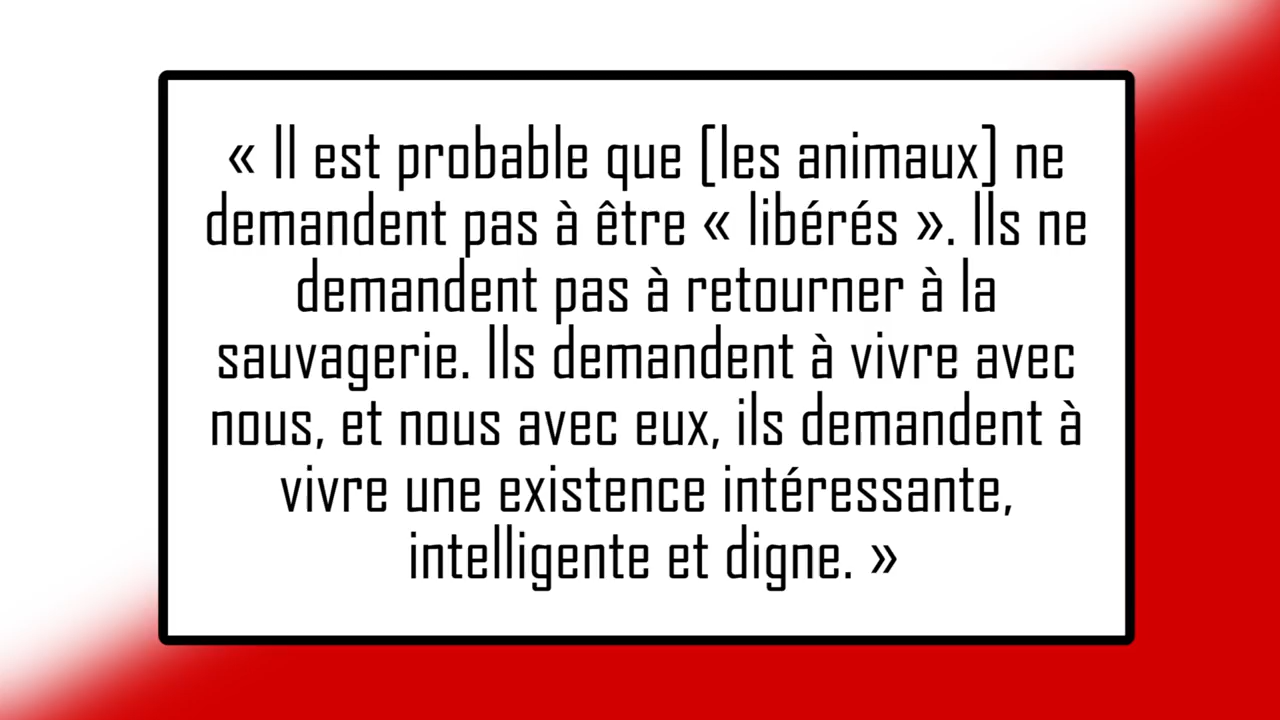 « Il est probable que [les animaux] ne
demandent pas à être « libérés ». Ils ne
demandent pas à retourner à la
sauvagerie. Ils demandent à vivre avec
nous, et nous avec eux, ils demandent à
vivre une existence intéressante,
intelligente et digne. »